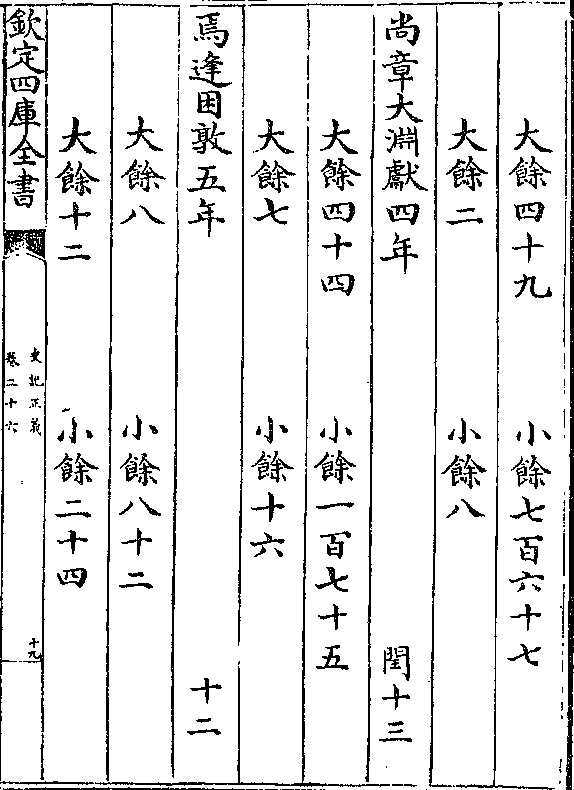 大餘四十九 小餘七百六十七
大餘二 小餘八
尚章大淵獻四年 閏十三
大餘四十四 小餘一百七十五
大餘七 小餘十六
焉逢困敦五年 十二
大餘八 小餘八十二
大餘十二 小餘二十四
欽定四庫全書
史記正義
卷二十六
十九